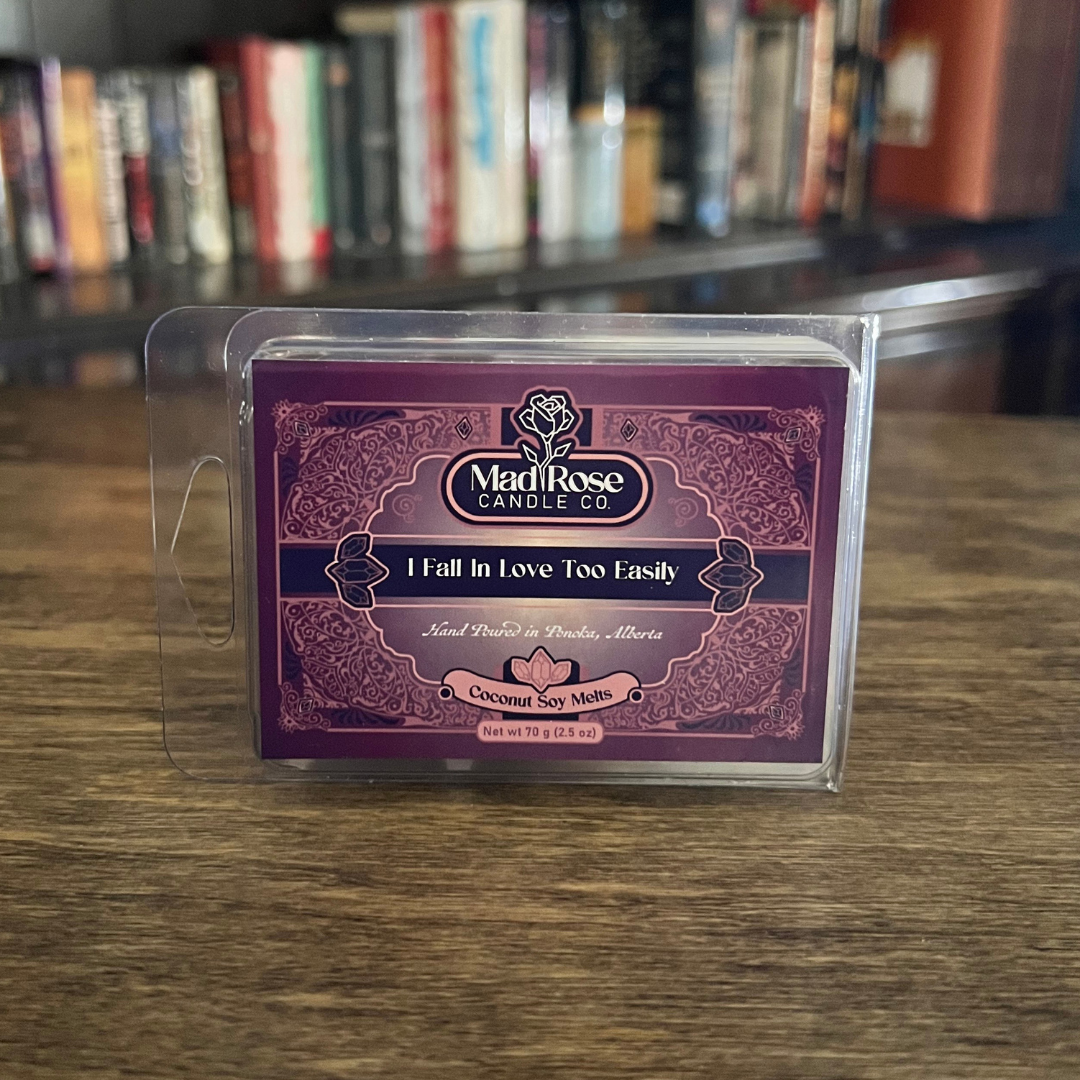 Mad Rose
CANDLE CO.
I Fall In Love Too Easily
Hand Poured in Ponoka, Alberta
Coconut Soy Melts
Net wt 70 g (2.5 oz)